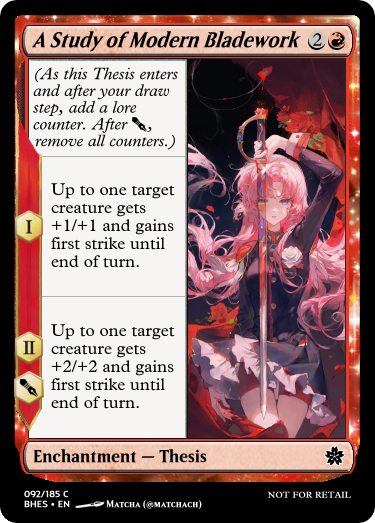 A Study of Modern Bladework 2
(As this Thesis enters
and after your draw
step, add a lore
counter. After ,
remove all counters.)
I
Up to one target
creature gets
+1/+1 and gains
first strike until
end of turn.
II
Up to one target
creature gets
+2/+2 and gains
first strike until
end of turn.
Enchantment — Thesis
092/185 C
BHES • EN Matcha (@matchach)
NOT FOR RETAIL